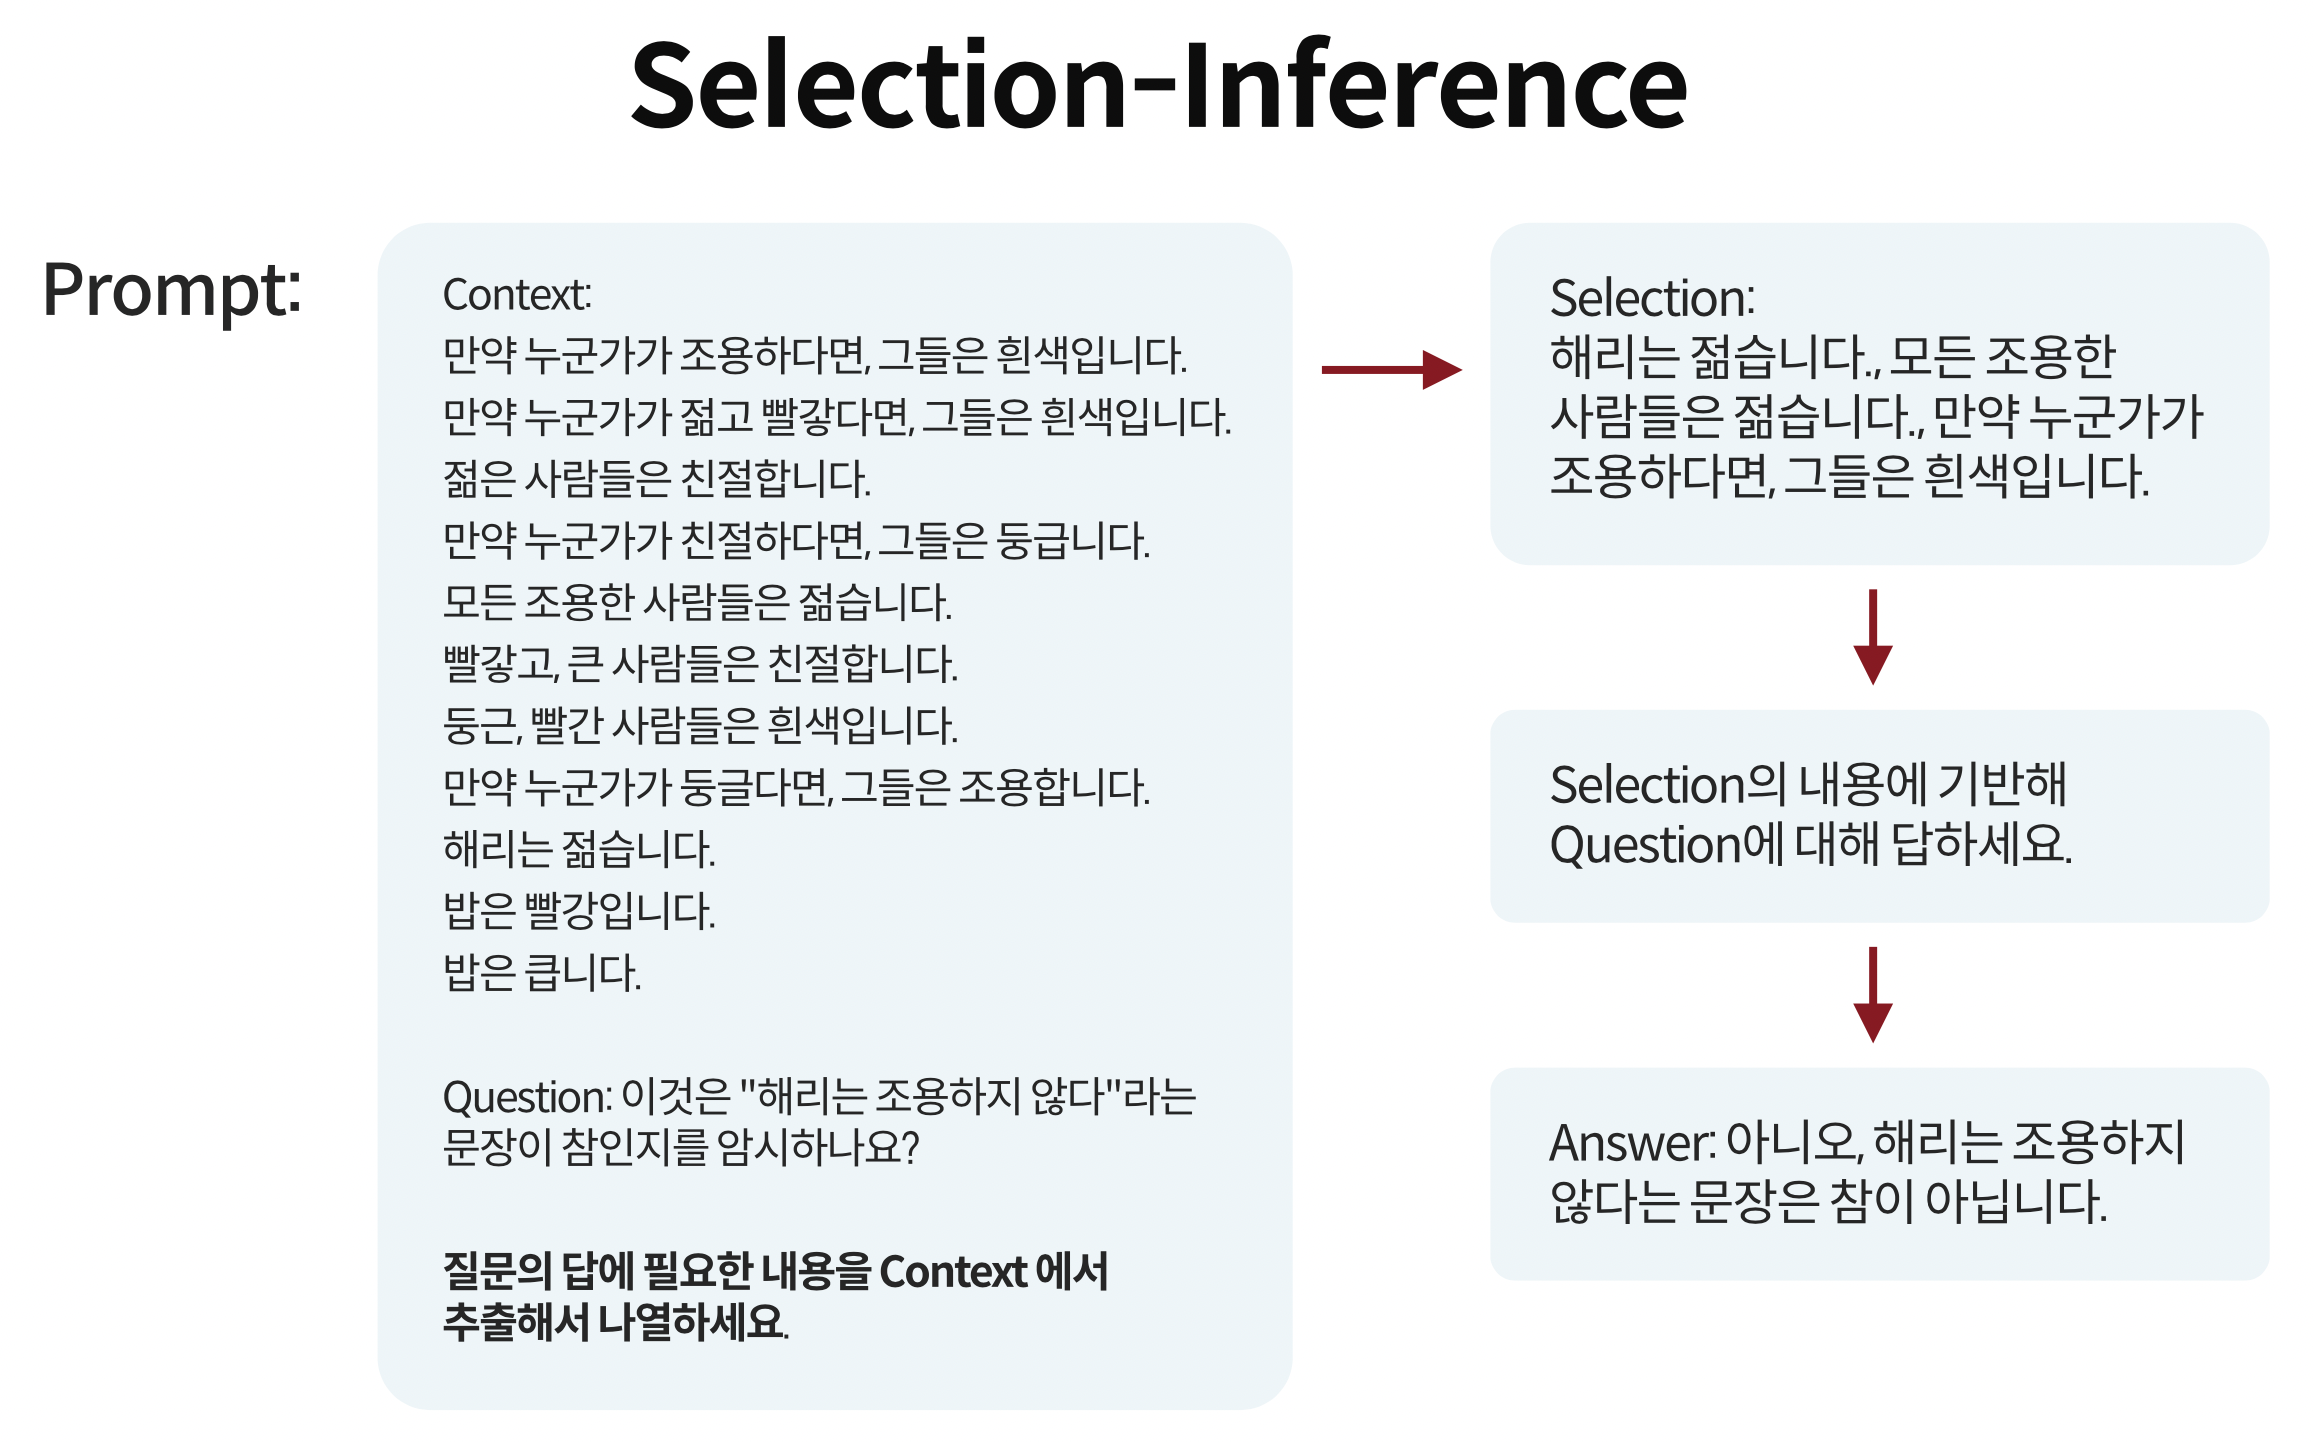 Selection-Inference
Prompt:
Context:
만약 누군가가 조용하다면, 그들은 흰색입니다.
만약 누군가가 젊고 빨갛다면, 그들은 흰색입니다.
젊은 사람들은 친절합니다.
만약 누군가가 친절하다면, 그들은 둥급니다.
모든 조용한 사람들은 젊습니다.
빨갛고, 큰 사람들은 친절합니다.
둥근, 빨간 사람들은 흰색입니다.
만약 누군가가 둥글다면, 그들은 조용합니다.
해리는 젊습니다.
밥은 빨강입니다.
밥은 큽니다.
Question: 이것은 "해리는 조용하지 않다"라는
문장이 참인지를 암시하나요?
질문의 답에 필요한 내용을 Context 에서
추출해서 나열하세요.
Selection:
해리는 젊습니다., 모든 조용한
사람들은 젊습니다., 만약 누군가가
조용하다면, 그들은 흰색입니다.
Selection의 내용에 기반해
Question에 대해 답하세요.
Answer: 아니오, 해리는 조용하지
않다는 문장은 참이 아닙니다.